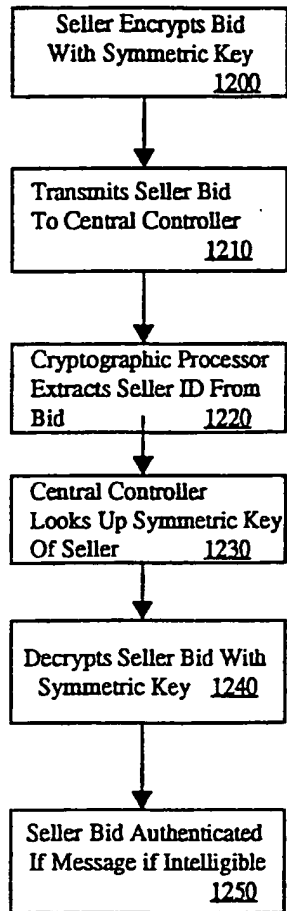 Seller Encrypts Bid
With Symmetric Key
1200
Transmits Seller Bid
To Central Controller
1210
Cryptographic Processor
Extracts Seller ID From
Bid 1220
Central Controller
Looks Up Symmetric Key
Of Seller 1230
Decrypts Seller Bid With
Symmetric Key 1240
Seller Bid Authenticated
If Message if Intelligible
1250